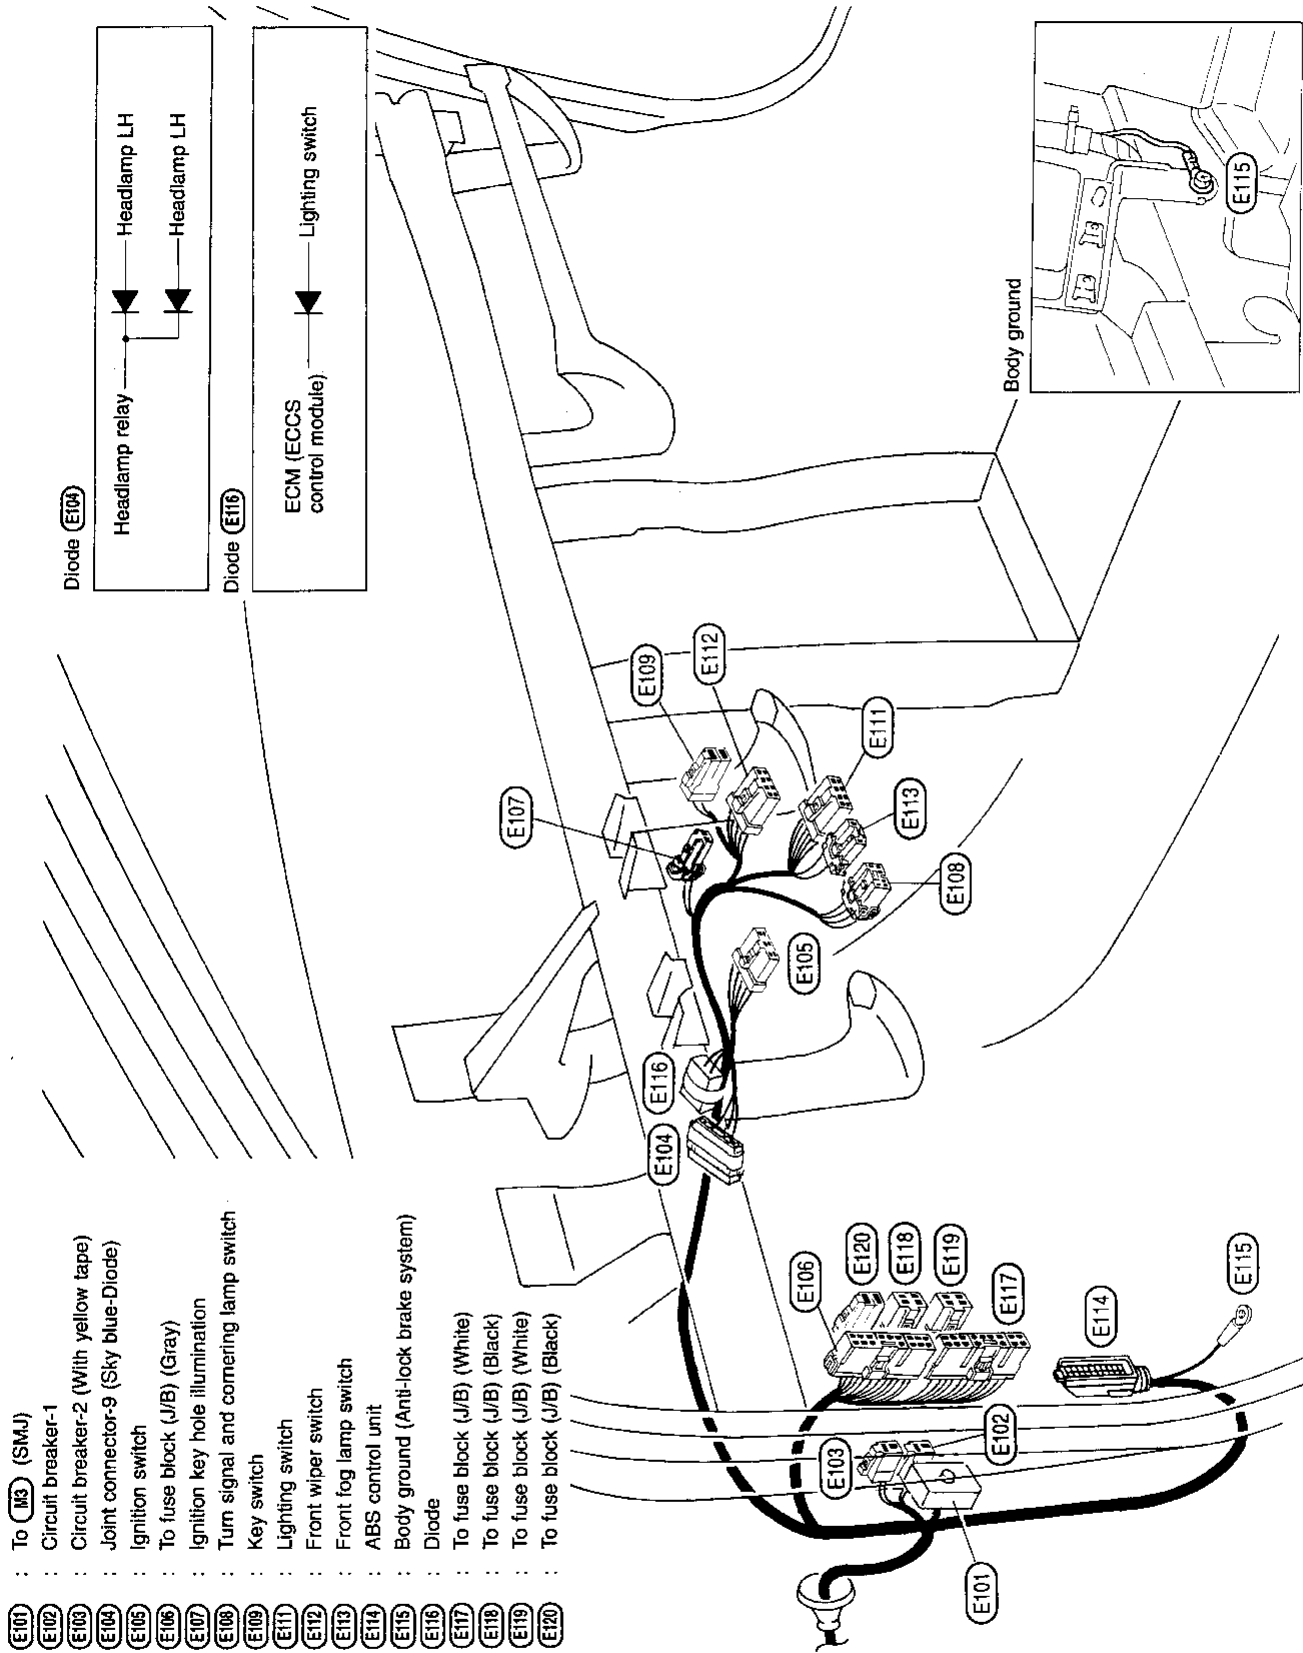 E101 : To M3 (SMJ)
E102 : Circuit breaker-1
E103 : Circuit breaker-2 (With yellow tape)
E104 : Joint connector-9 (Sky blue-Diode)
E105 : Ignition switch
E106 : To fuse block (J/B) (Gray)
E107 : Ignition key hole illumination
E108 : Turn signal and cornering lamp switch
E109 : Key switch
E111 : Lighting switch
E112 : Front wiper switch
E113 : Front fog lamp switch
E114 : ABS control unit
E115 : Body ground (Anti-lock brake system)
E116 : Diode
E117 : To fuse block (J/B) (White)
E118 : To fuse block (J/B) (Black)
E119 : To fuse block (J/B) (White)
E120 : To fuse block (J/B) (Black)
Diode E104
Headlamp relay
Headlamp LH
Headlamp LH
Diode E116
ECM (ECCS
control module)
Lighting switch
E109
E112
E107
E111
E113
E108
E105
E116
E104
E106
E120
E118
E119
E117
E114
E115
E103
E102
E101
Body ground
E115